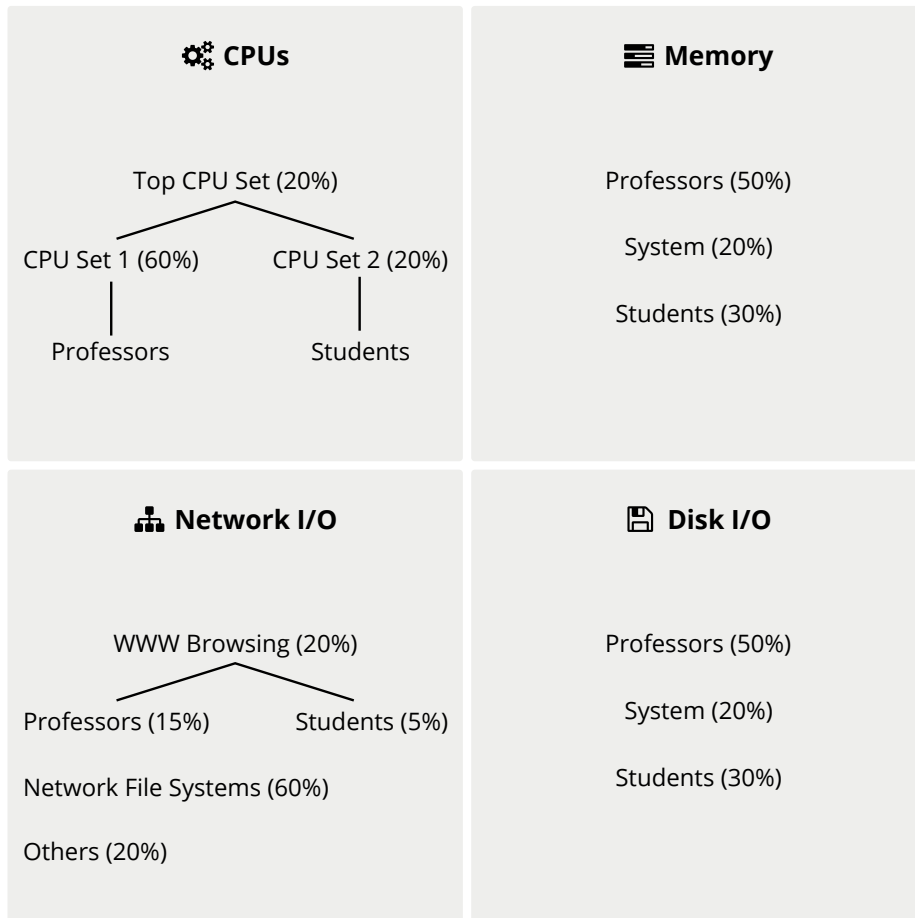 CPUs
Top CPU Set (20%)
CPU Set 1 (60%)
CPU Set 2 (20%)
Professors
Students
Memory
Professors (50%)
System (20%)
Students (30%)
Network I/O
WWW Browsing (20%)
Professors (15%)
Students (5%)
Network File Systems (60%)
Others (20%)
Disk I/O
Professors (50%)
System (20%)
Students (30%)